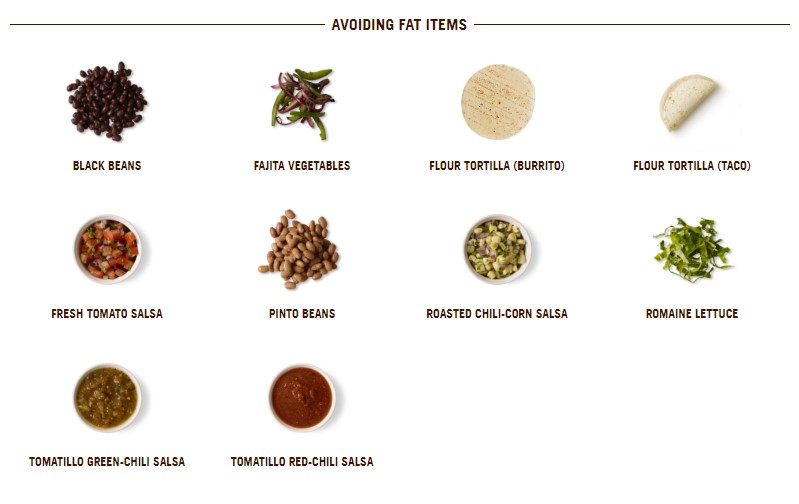 AVOIDING FAT ITEMS
BLACK BEANS
FAJITA VEGETABLES
FLOUR TORTILLA (BURRITO)
FLOUR TORTILLA (TACO)
FRESH TOMATO SALSA
PINTO BEANS
ROASTED CHILI-CORN SALSA
ROMAINE LETTUCE
TOMATILLO GREEN-CHILI SALSA
TOMATILLO RED-CHILI SALSA